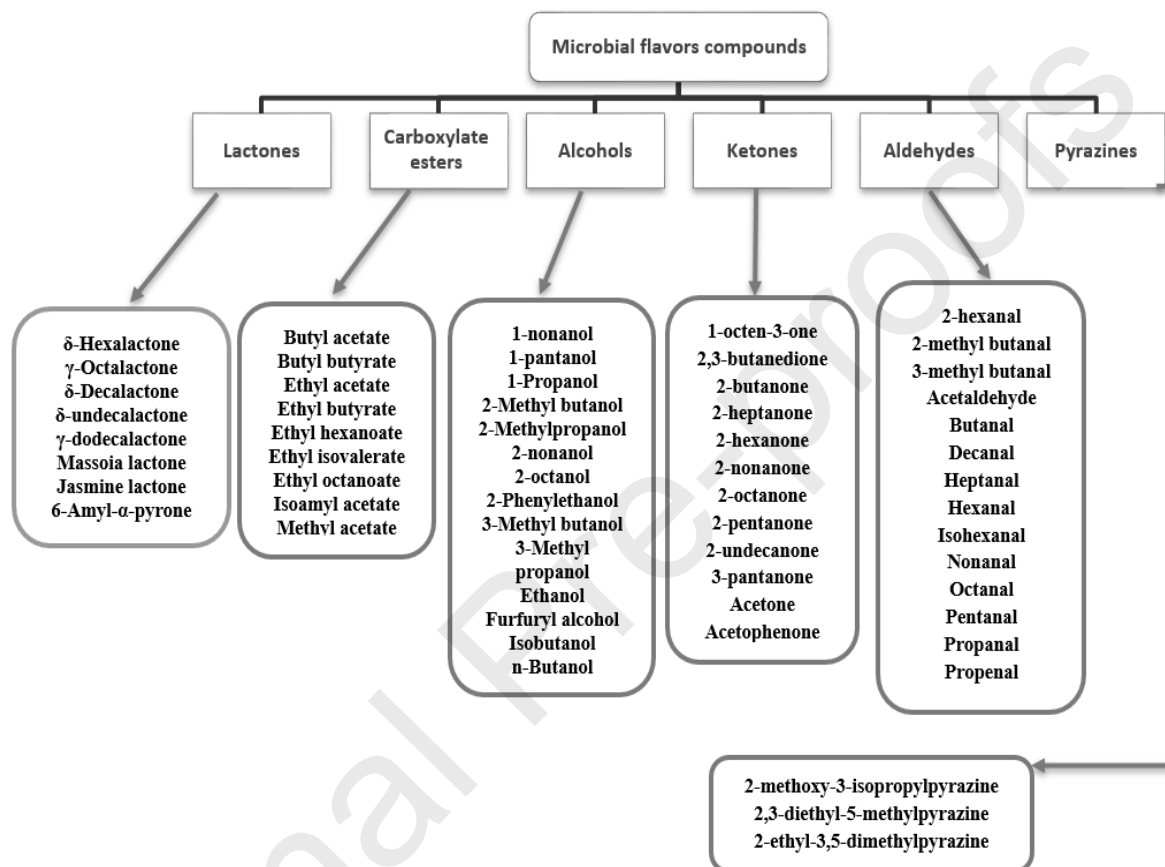 Microbial flavors compounds
Lactones
Carboxylate
esters
Alcohols
Ketones
Aldehydes
Pyrazines
δ-Hexalactone
γ-Octalactone
δ-Decalactone
δ-undecalactone
γ-dodecalactone
Massoia lactone
Jasmine lactone
6-Amyl-α-pyrone
Butyl acetate
Butyl butyrate
Ethyl acetate
Ethyl butyrate
Ethyl hexanoate
Ethyl isovalerate
Ethyl octanoate
Isoamyl acetate
Methyl acetate
1-nonanol
1-pantanol
1-Propanol
2-Methyl butanol
2-Methylpropanol
2-nonanol
2-octanol
2-Phenylethanol
3-Methyl butanol
3-Methyl
propanol
Ethanol
Furfuryl alcohol
Isobutanol
n-Butanol
1-octen-3-one
2,3-butanedione
2-butanone
2-heptanone
2-hexanone
2-nonanone
2-octanone
2-pentanone
2-undecanone
3-pantanone
Acetone
Acetophenone
2-hexanal
2-methyl butanal
3-methyl butanal
Acetaldehyde
Butanal
Decanal
Heptanal
Hexanal
Isohexanal
Nonanal
Octanal
Pentanal
Propanal
Propenal
2-methoxy-3-isopropylpyrazine
2,3-diethyl-5-methylpyrazine
2-ethyl-3,5-dimethylpyrazine
nal Pre-proofs